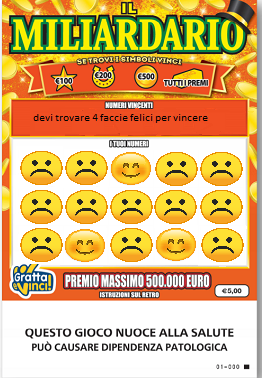 IL
MILIARDARIO
SE TROVI I SIMBOLI VINCI
€100
€200
€500
TUTTI I PREMI
NUMERI VINCENTI
devi trovare 4 faccie felici per vincere
I TUOI NUMERI
Gratta e vinci!
PREMIO MASSIMO 500.000 EURO
ISTRUZIONI SUL RETRO
€5,00
QUESTO GIOCO NUOCE ALLA SALUTE
PUÒ CAUSARE DIPENDENZA PATOLOGICA
01-000